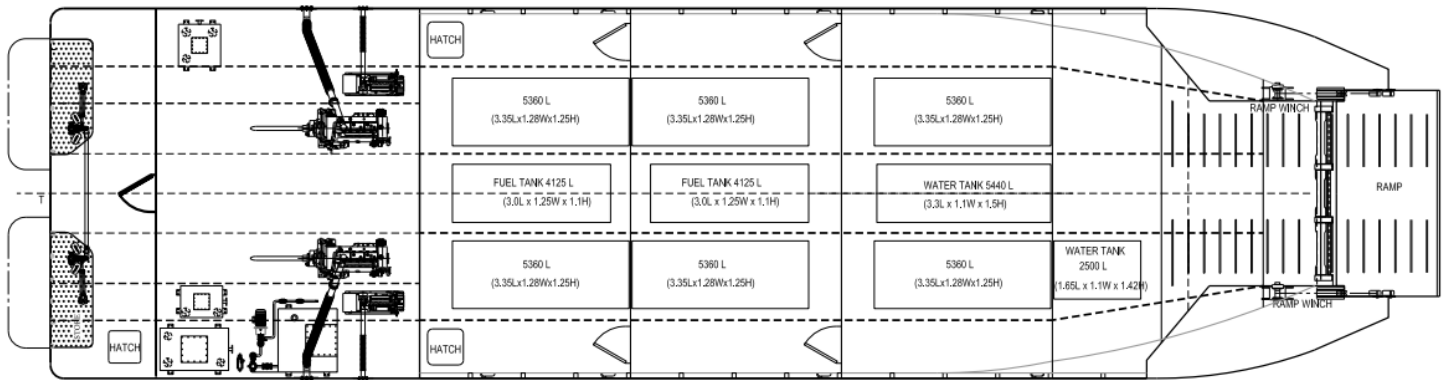 HATCH
5360 L
(3.35Lx1.28Wx1.25H)
5360 L
(3.35Lx1.28Wx1.25H)
5360 L
(3.35Lx1.28Wx1.25H)
RAMP WINCH
T
FUEL TANK 4125 L
(3.0L x 1.25W x 1.1H)
FUEL TANK 4125 L
(3.0L x 1.25W x 1.1H)
WATER TANK 5440 L
(3.3L x 1.1W x 1.5H)
RAMP
5360 L
(3.35Lx1.28Wx1.25H)
5360 L
(3.35Lx1.28Wx1.25H)
5360 L
(3.35Lx1.28Wx1.25H)
WATER TANK
2500 L
(1.65L x 1.1W x 1.42H)
RAMP WINCH
STORE
HATCH
HATCH